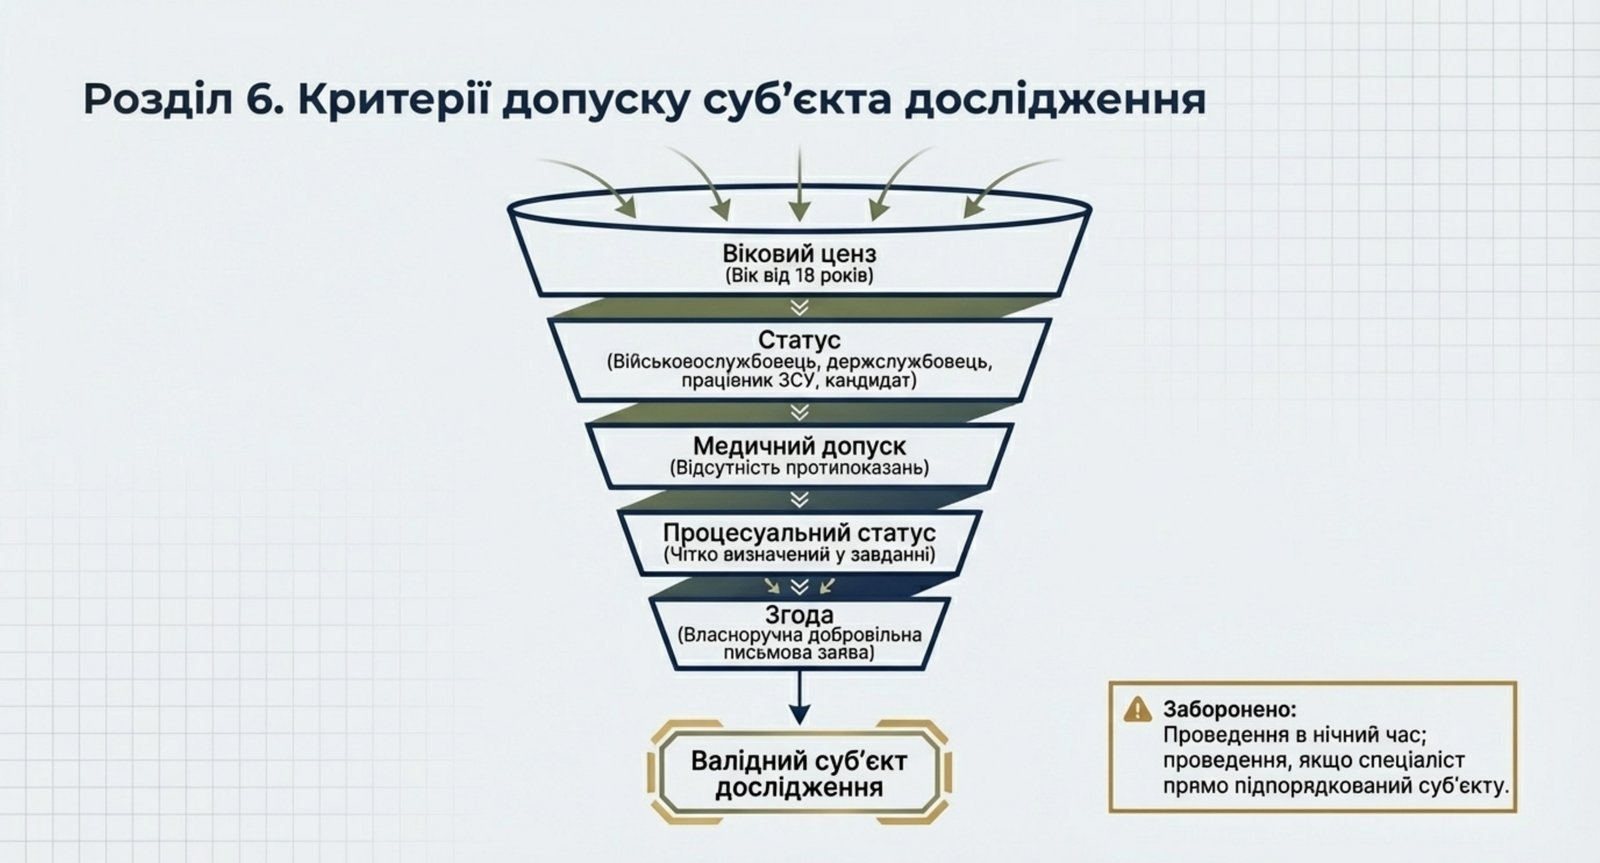 Розділ 6. Критерії допуску суб’єкта дослідження
Віковий ценз
(Вік від 18 років)
Статус
(Військовослужбовець, держслужбовець,
працівник ЗСУ, кандидат)
Медичний допуск
(Відсутність протипоказань)
Процесуальний статус
(Чітко визначений у завданні)
Згода
(Власноручна добровільна
письмова заява)
Валідний суб’єкт
дослідження
Заборонено:
Проведення в нічний час;
проведення, якщо спеціаліст
прямо підпорядкований суб’єкту.